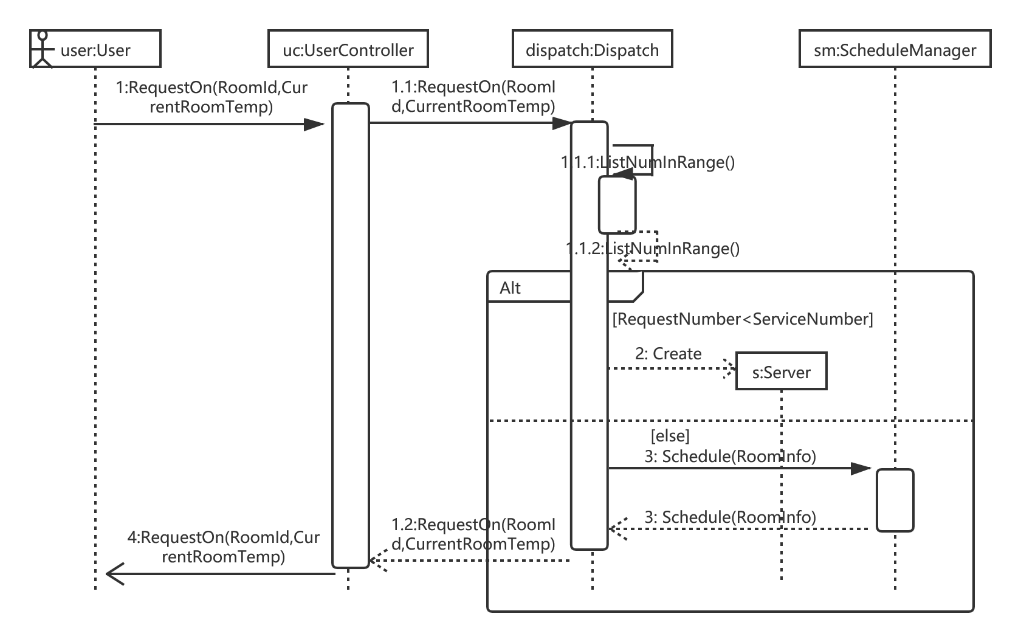 user:User
uc:UserController
dispatch:Dispatch
sm:ScheduleManager
1:RequestOn(RoomId,Cur
rentRoomTemp)
1.1:RequestOn(RoomI
d,CurrentRoomTemp)
1.1.1:ListNumInRange()
1.1.2:ListNumInRange()
Alt
[RequestNumber<ServiceNumber]
2: Create
s:Server
[else]
3: Schedule(RoomInfo)
3: Schedule(RoomInfo)
1.2:RequestOn(RoomI
d,CurrentRoomTemp)
4:RequestOn(RoomId,Cur
rentRoomTemp)